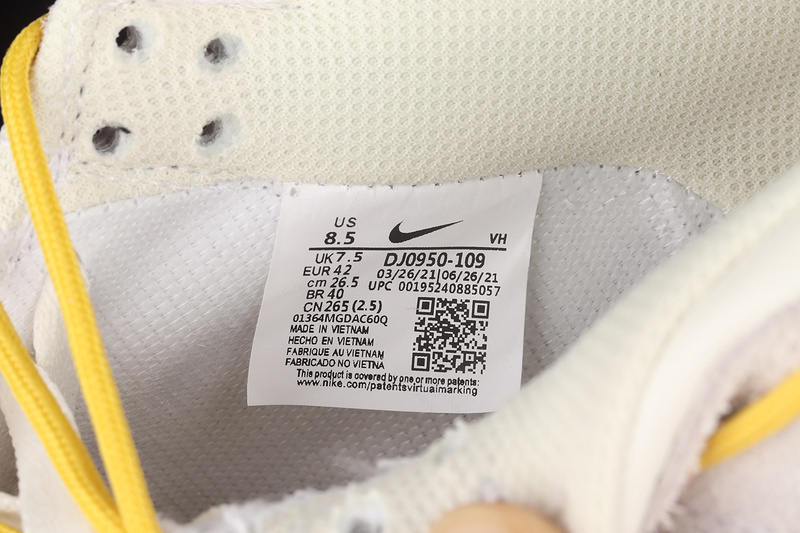 US
8.5
VH
UK 7.5
DJ0950-109
EUR 42
03/26/21|06/26/21
cm 26.5
UPC 00195240885057
BR 40
CN 265 (2.5)
01364MGDAC60Q
MADE IN VIETNAM
HECHO EN VIETNAM
FABRIQUE AU VIETNAM
FABRICADO NO VIETNA
This product is covered by one or more patents:
www.nike.com/patentsvirtualmarking